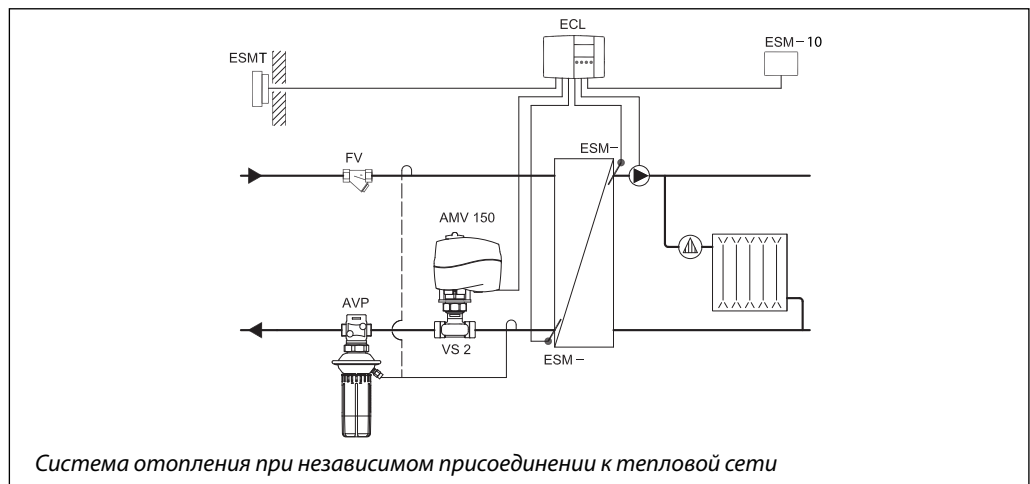 ECL
ESMT
ESM-10
FV
ESM-
AMV 150
AVP
VS 2
ESM-
Система отопления при независимом присоединении к тепловой сети